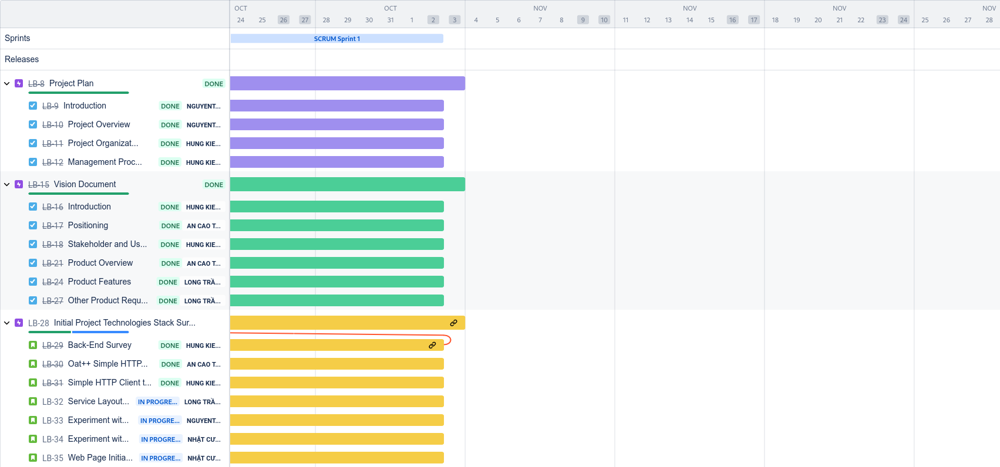 OCT OCT NOV NOV NOV NOV
24 25 26 27 28 29 30 31 1 2 3 4 5 6 7 8 9 10 11 12 13 14 15 16 17 18 19 20 21 22 23 24 25 26 27 28
Sprints SCRUM Sprint 1
Releases
LB-8 Project Plan DONE
LB-9 Introduction DONE NGUYENT...
LB-10 Project Overview DONE NGUYENT...
LB-11 Project Organizat... DONE HUNG KIE...
LB-12 Management Proc... DONE HUNG KIE...
LB-15 Vision Document DONE
LB-16 Introduction DONE HUNG KIE...
LB-17 Positioning DONE AN CAO T...
LB-18 Stakeholder and Us... DONE HUNG KIE...
LB-21 Product Overview DONE AN CAO T...
LB-24 Product Features DONE LONG TRẦ...
LB-27 Other Product Requ... DONE LONG TRẦ...
LB-28 Initial Project Technologies Stack Sur...
LB-29 Back-End Survey DONE HUNG KIE...
LB-30 Oat++ Simple HTTP... DONE AN CAO T...
LB-31 Simple HTTP Client t... DONE HUNG KIE...
LB-32 Service Layout... IN PROGRE... LONG TRẦ...
LB-33 Experiment wit... IN PROGRE... NGUYENT...
LB-34 Experiment wit... IN PROGRE... NHẬT CƯ...
LB-35 Web Page Initia... IN PROGRE... NHẬT CƯ...